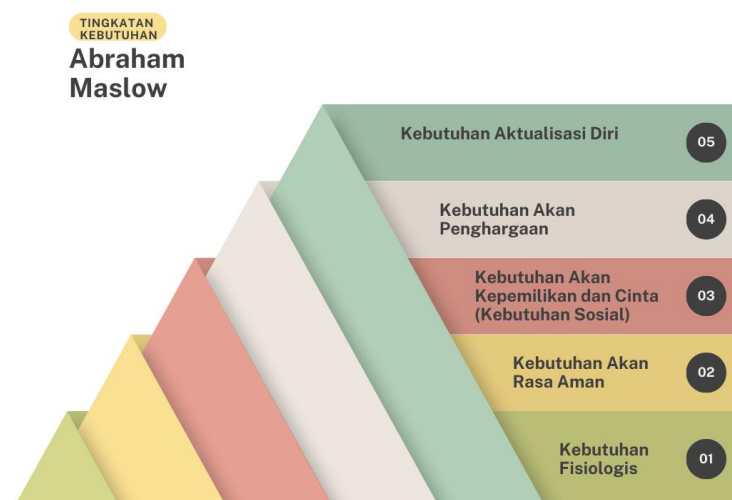 TINGKATAN
KEBUTUHAN
Abraham
Maslow
Kebutuhan Aktualisasi Diri
05
Kebutuhan Akan
Penghargaan
04
Kebutuhan Akan
Kepemilikan dan Cinta
(Kebutuhan Sosial)
03
Kebutuhan Akan
Rasa Aman
02
Kebutuhan
Fisiologis
01